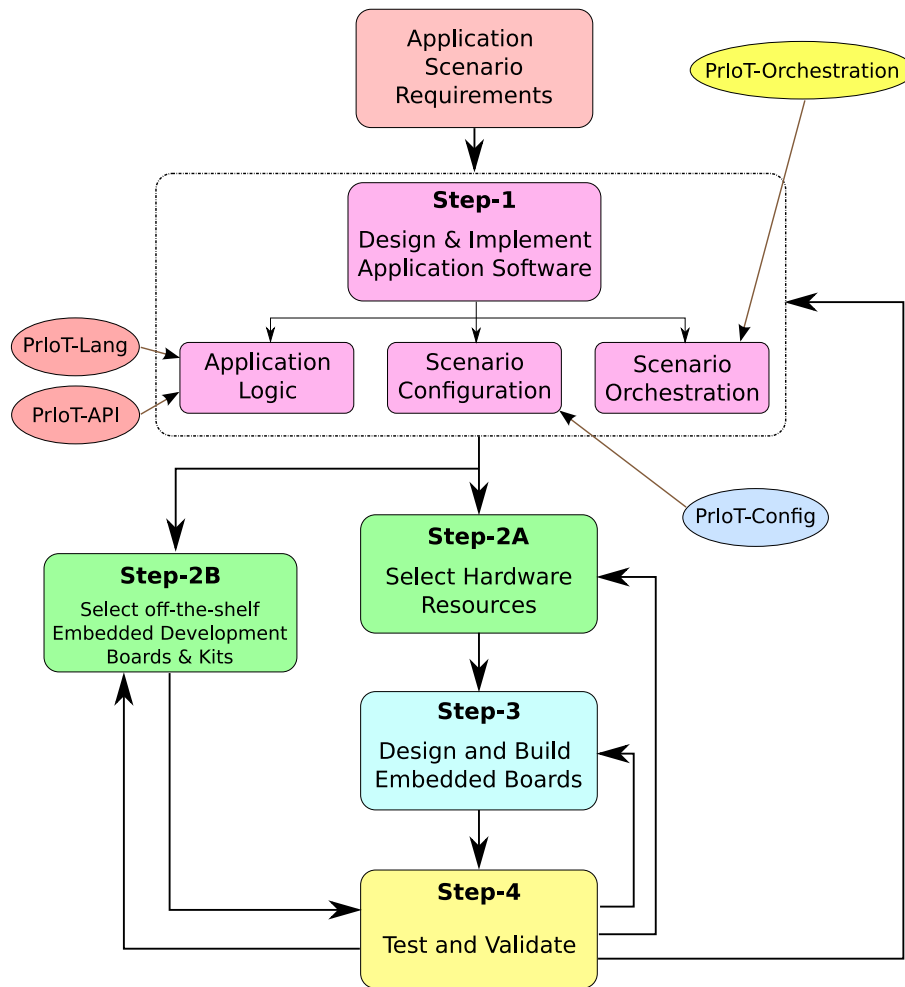 Application
Scenario
Requirements
PrIoT-Orchestration
Step-1
Design & Implement
Application Software
PrIoT-Lang
PrIoT-API
Application
Logic
Scenario
Configuration
Scenario
Orchestration
PrIoT-Config
Step-2B
Select off-the-shelf
Embedded Development
Boards & Kits
Step-2A
Select Hardware
Resources
Step-3
Design and Build
Embedded Boards
Step-4
Test and Validate